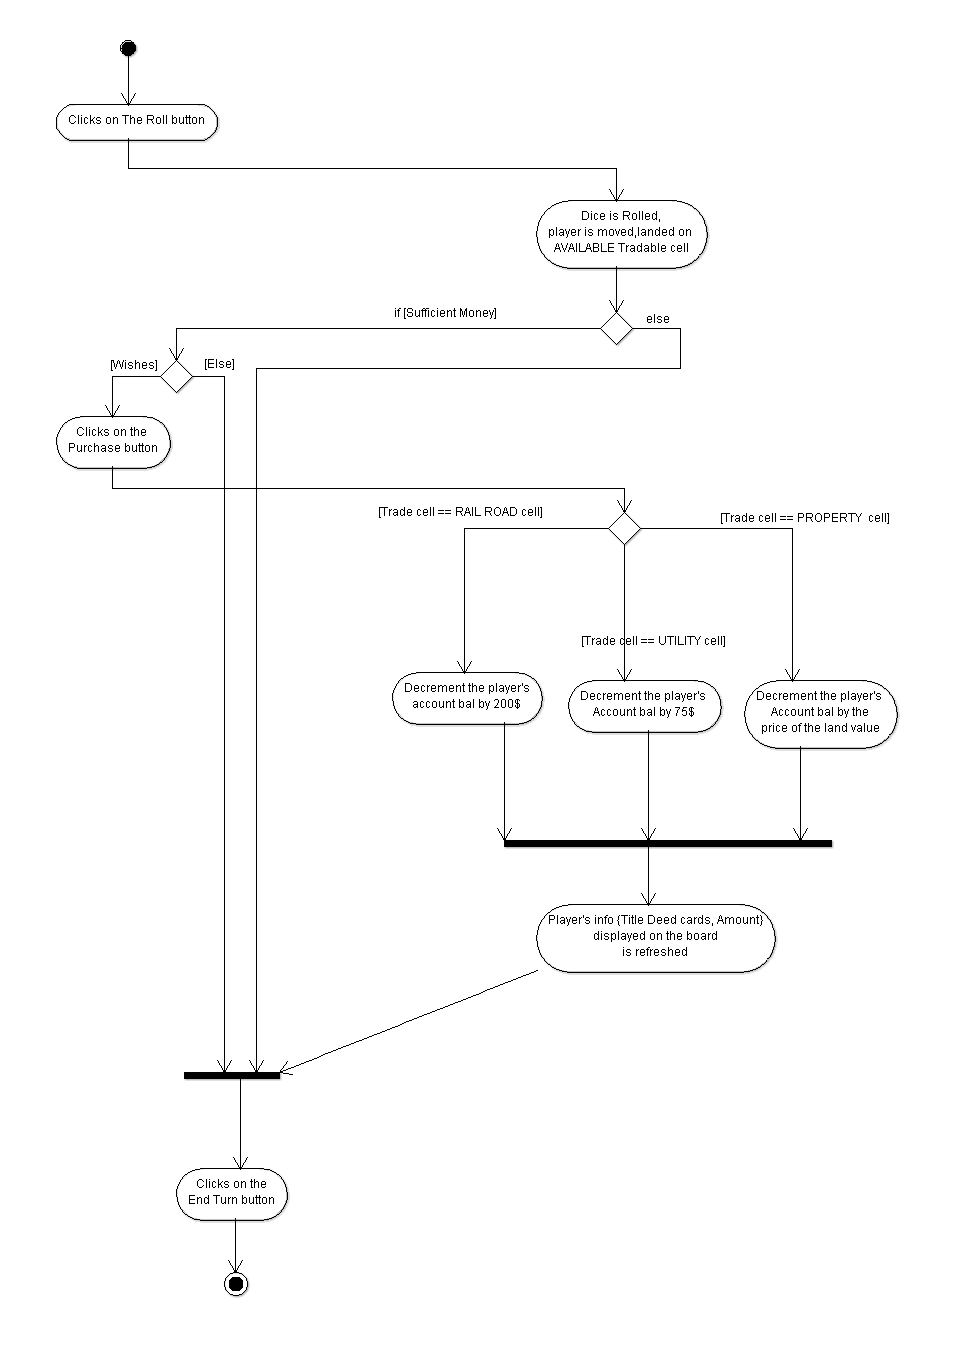 Clicks on The Roll button
Dice is Rolled,
player is moved,landed on
AVAILABLE Tradable cell
if [Sufficient Money]
else
[Wishes]
[Else]
Clicks on the
Purchase button
[Trade cell == RAIL ROAD cell]
[Trade cell == PROPERTY  cell]
[Trade cell == UTILITY cell]
Decrement the player's
account bal by 200$
Decrement the player's
Account bal by 75$
Decrement the player's
Account bal by the
price of the land value
Player's info {Title Deed cards, Amount}
displayed on the board
is refreshed
Clicks on the
End Turn button